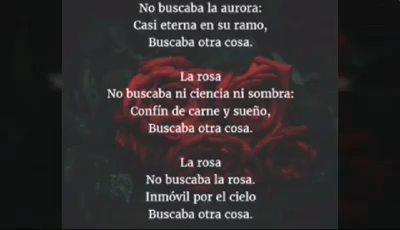 No buscaba la aurora:
Casi eterna en su ramo,
Buscaba otra cosa.
La rosa
No buscaba ni ciencia ni sombra:
Confín de carne y sueño,
Buscaba otra cosa.
La rosa
No buscaba la rosa.
Inmóvil por el cielo
Buscaba otra cosa.